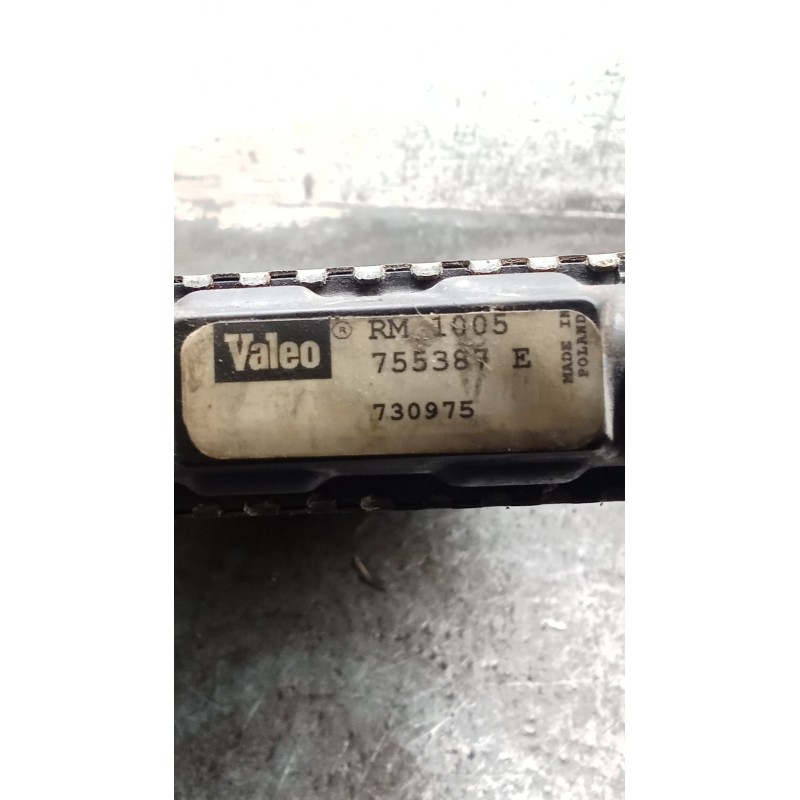 Valeo ® RM 1005
755387 E
730975
MADE IN
POLAND